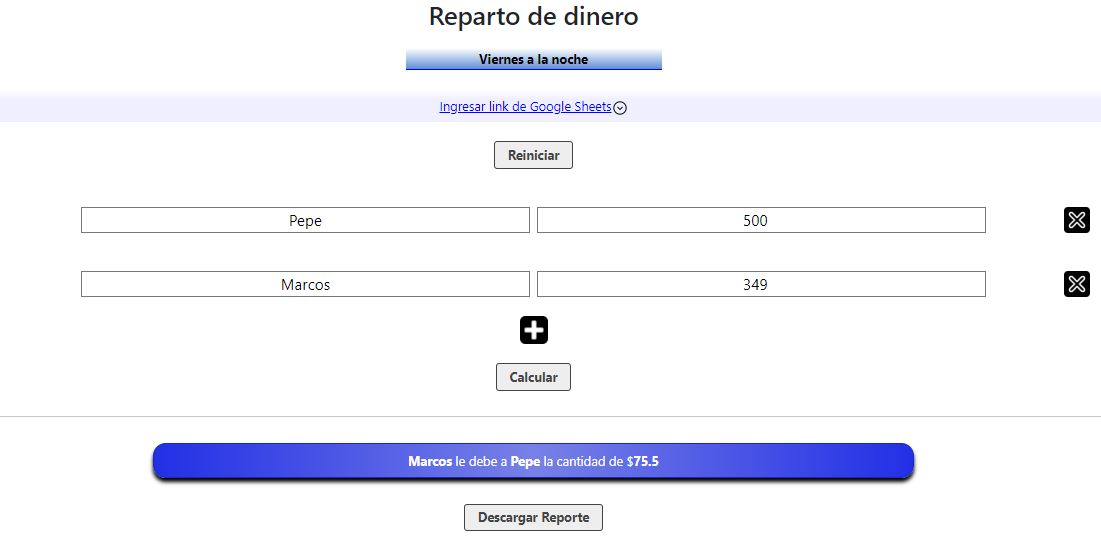 Reparto de dinero
Viernes a la noche
Ingresar link de Google Sheets
Reiniciar
Pepe 500
Marcos 349
Calcular
Marcos le debe a Pepe la cantidad de $75.5
Descargar Reporte